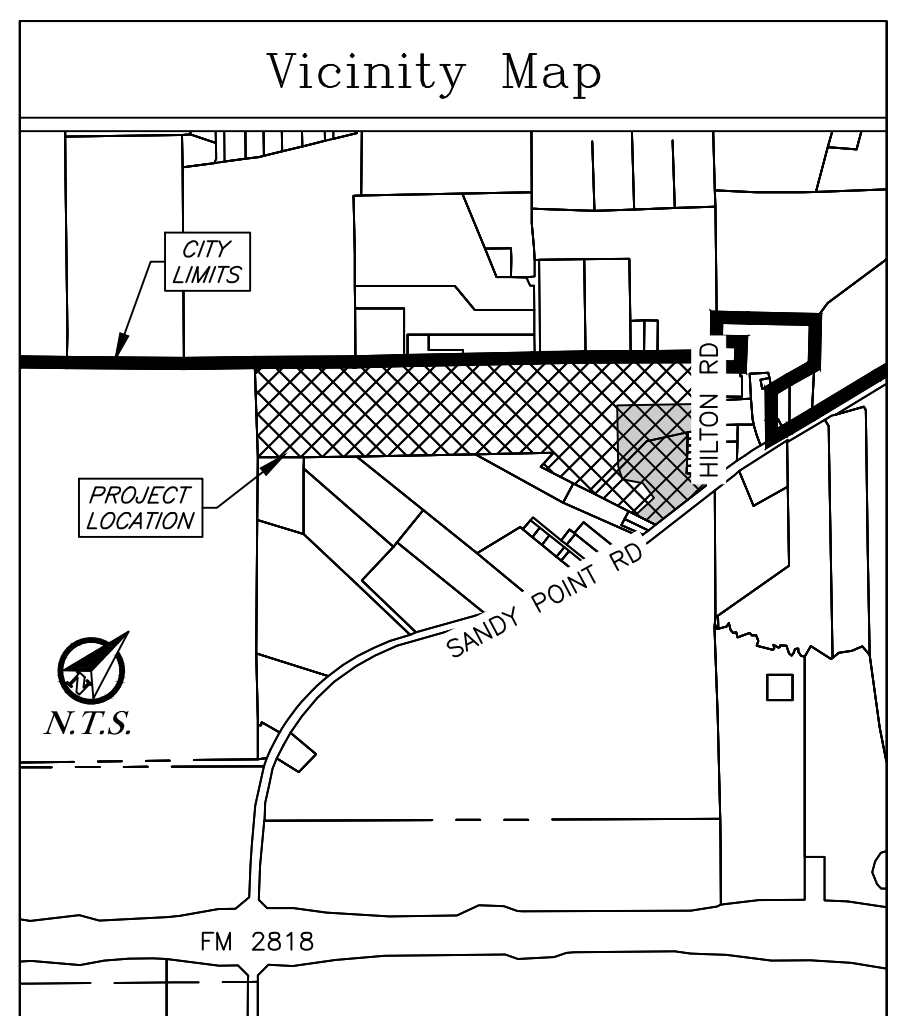 Vicinity Map
CITY
LIMITS
HILTON RD
PROJECT
LOCATION
SANDY POINT RD
N
N.T.S.
FM 2818